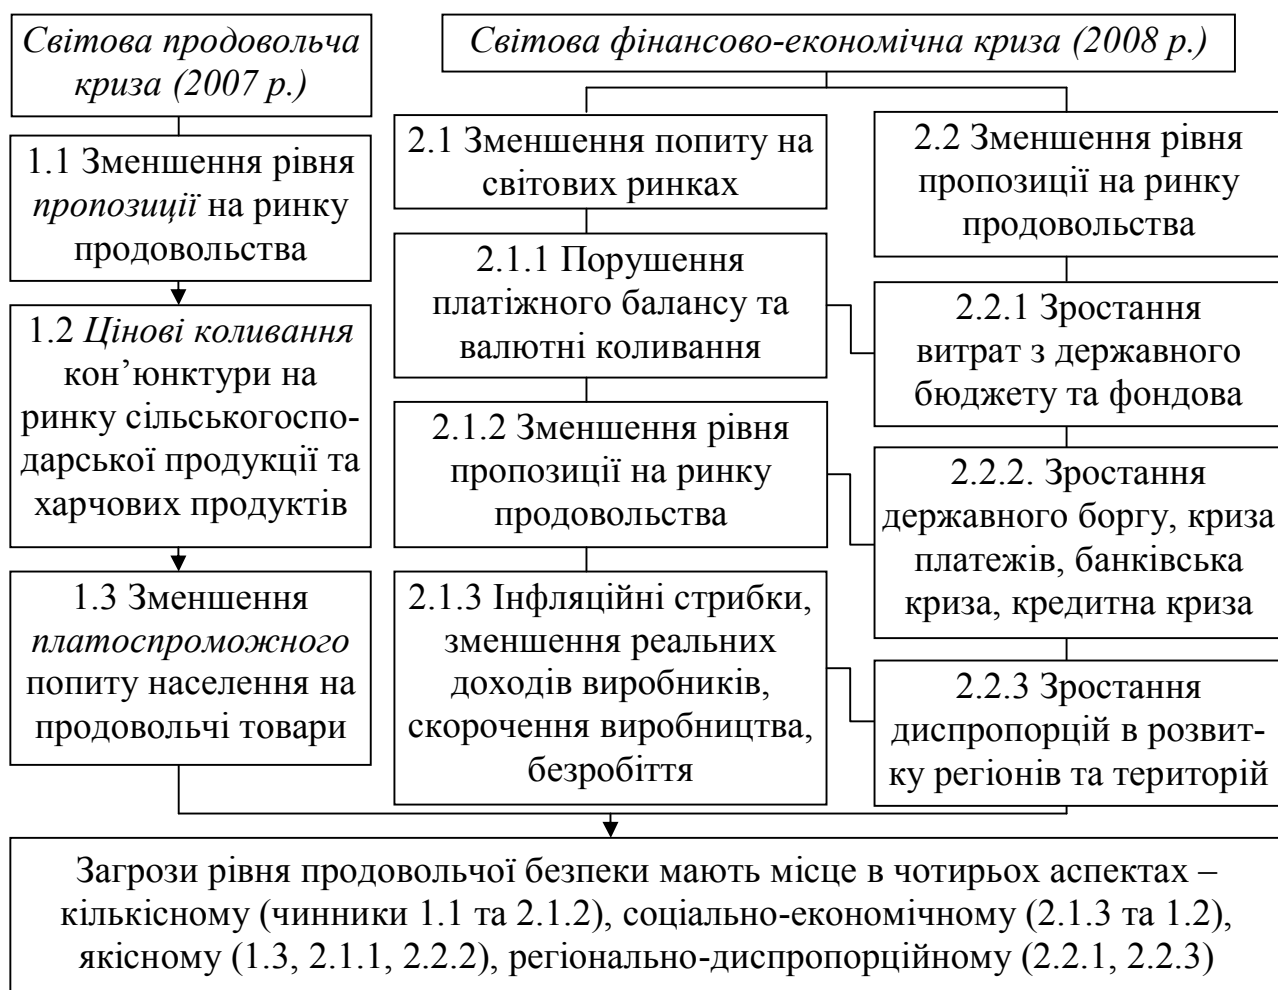 Світова продовольча
криза (2007 р.)
1.1 Зменшення рівня
пропозиції на ринку
продовольства
1.2 Цінові коливання
кон’юнктури на
ринку сільськогоспо-
дарської продукції та
харчових продуктів
1.3 Зменшення
платоспроможного
попиту населення на
продовольчі товари
Світова фінансово-економічна криза (2008 р.)
2.1 Зменшення попиту на
світових ринках
2.1.1 Порушення
платіжного балансу та
валютні коливання
2.1.2 Зменшення рівня
пропозиції на ринку
продовольства
2.1.3 Інфляційні стрибки,
зменшення реальних
доходів виробників,
скорочення виробництва,
безробіття
2.2 Зменшення рівня
пропозиції на ринку
продовольства
2.2.1 Зростання
витрат з державного
бюджету та фондова
2.2.2. Зростання
державного боргу, криза
платежів, банківська
криза, кредитна криза
2.2.3 Зростання
диспропорцій в розвит-
ку регіонів та територій
Загрози рівня продовольчої безпеки мають місце в чотирьох аспектах –
кількісному (чинники 1.1 та 2.1.2), соціально-економічному (2.1.3 та 1.2),
якісному (1.3, 2.1.1, 2.2.2), регіонально-диспропорційному (2.2.1, 2.2.3)